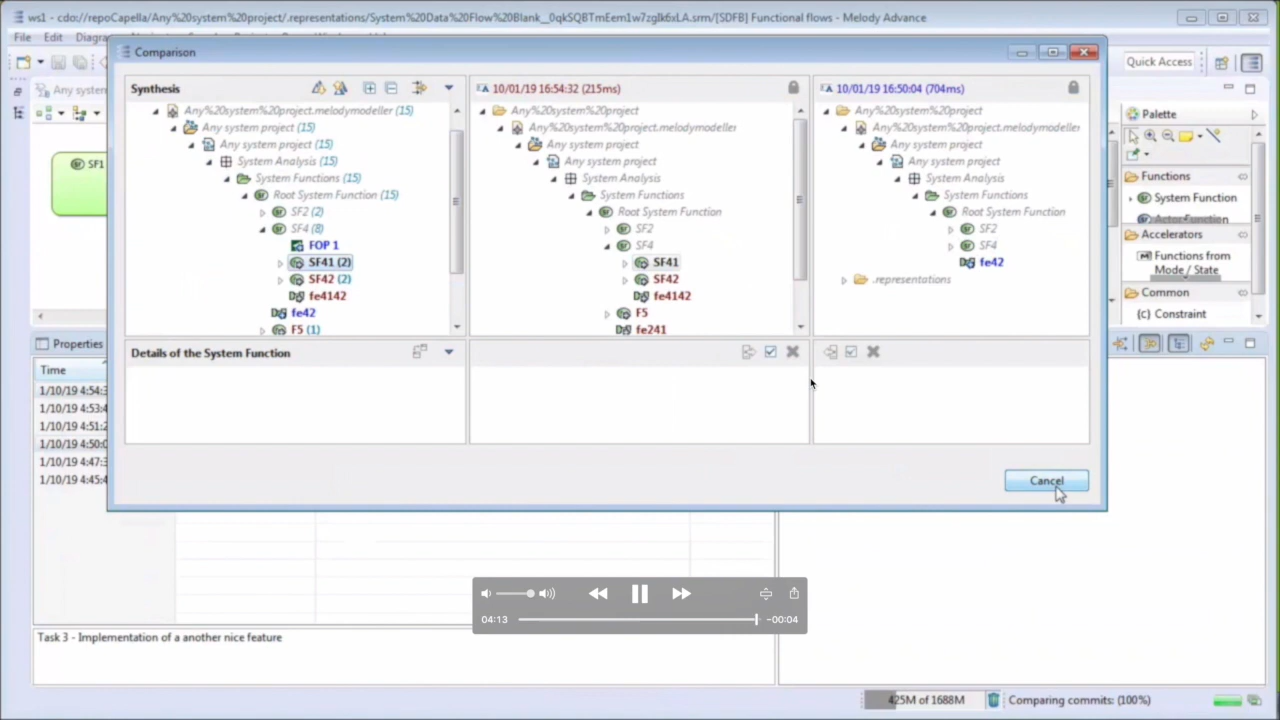 ws1 - cdo://repoCapella/Any%20system%20project/.representations/System%20Data%20Flow%20Blank__0qkSQBTmEem1w7zglk6xLA.srm/[SDFB] Functional flows - Melody Advance
File Edit Diagra
Comparison
Quick Access
Any system
Synthesis
10/01/19 16:54:32 (215ms)
10/01/19 16:50:04 (704ms)
Any%20system%20project.melodymodeller (15)
Any system project (15)
Any system project (15)
System Analysis (15)
System Functions (15)
Root System Function (15)
SF2 (2)
SF4 (8)
FOP 1
SF41 (2)
SF42 (2)
fe4142
fe42
F5 (1)
Any%20system%20project
Any%20system%20project.melodymodeller
Any system project
Any system project
System Analysis
System Functions
Root System Function
SF2
SF4
SF41
SF42
fe4142
F5
fe241
Any%20system%20project
Any%20system%20project.melodymodeller
Any system project
Any system project
System Analysis
System Functions
Root System Function
SF2
SF4
fe42
.representations
SF1
Palette
Functions
System Function
Actor Function
Accelerators
Functions from
Mode / State
Common
{c} Constraint
Properties
Details of the System Function
Time
1/10/19 4:54:3
1/10/19 4:53:4
1/10/19 4:51:2
1/10/19 4:50:0
1/10/19 4:47:3
1/10/19 4:45:4
Cancel
04:13
-00:04
Task 3 - Implementation of a another nice feature
425M of 1688M
Comparing commits: (100%)